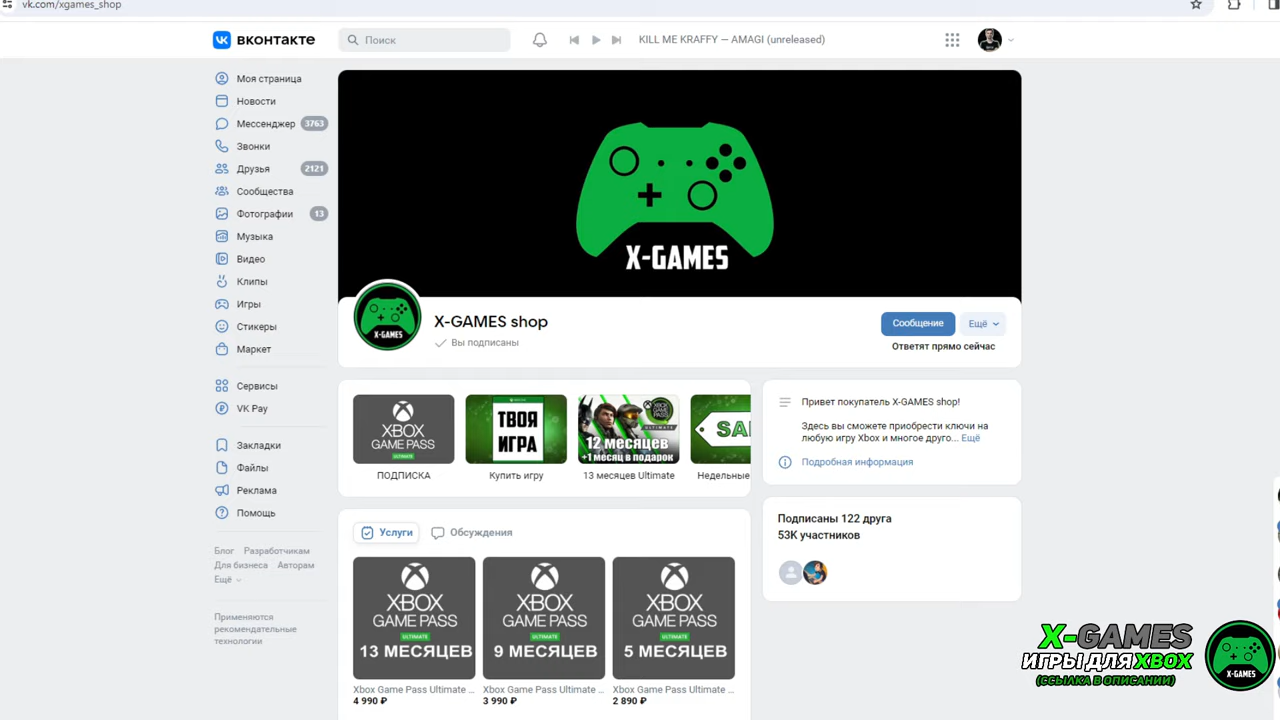 vk.com/xgames_shop
вконтакте
Поиск
KILL ME KRAFFY — AMAGI (unreleased)
Моя страница
Новости
Мессенджер 3763
Звонки
Друзья 2121
Сообщества
Фотографии 13
Музыка
Видео
Клипы
Игры
Стикеры
Маркет
Сервисы
VK Pay
Закладки
Файлы
Реклама
Помощь
Блог Разработчикам
Для бизнеса Авторам
Ещё
Применяются
рекомендательные
технологии
X-GAMES
X-GAMES
X-GAMES shop
Вы подписаны
Сообщение
Ещё
Ответят прямо сейчас
XBOX
GAME PASS
ULTIMATE
ПОДПИСКА
ТВОЯ
ИГРА
Купить игру
XBOX
GAME PASS
ULTIMATE
12 месяцев
+1 месяц в подарок
13 месяцев Ultimate
SAL
Недельные
Привет покупатель X-GAMES shop!
Здесь вы сможете приобрести ключи на
любую игру Xbox и многое друго... Ещё
Подробная информация
Подписаны 122 друга
53K участников
Услуги
Обсуждения
XBOX
GAME PASS
ULTIMATE
13 МЕСЯЦЕВ
Xbox Game Pass Ultimate ...
4 990 ₽
XBOX
GAME PASS
ULTIMATE
9 МЕСЯЦЕВ
Xbox Game Pass Ultimate ...
3 990 ₽
XBOX
GAME PASS
ULTIMATE
5 МЕСЯЦЕВ
Xbox Game Pass Ultimate ...
2 890 ₽
X-GAMES
ИГРЫ ДЛЯ XBOX
(ССЫЛКА В ОПИСАНИИ)
X-GAMES